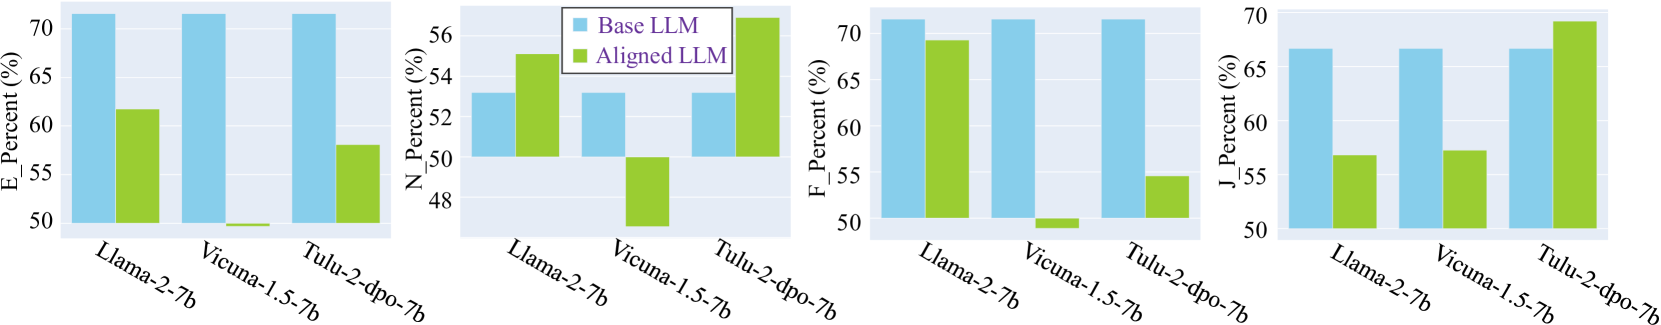 E_Percent (%)
70
65
60
55
50
Llama-2-7b
Vicuna-1.5-7b
Tulu-2-dpo-7b
N_Percent (%)
56
54
52
50
48
Base LLM
Aligned LLM
Llama-2-7b
Vicuna-1.5-7b
Tulu-2-dpo-7b
F_Percent (%)
70
65
60
55
50
Llama-2-7b
Vicuna-1.5-7b
Tulu-2-dpo-7b
J_Percent (%)
70
65
60
55
50
Llama-2-7b
Vicuna-1.5-7b
Tulu-2-dpo-7b